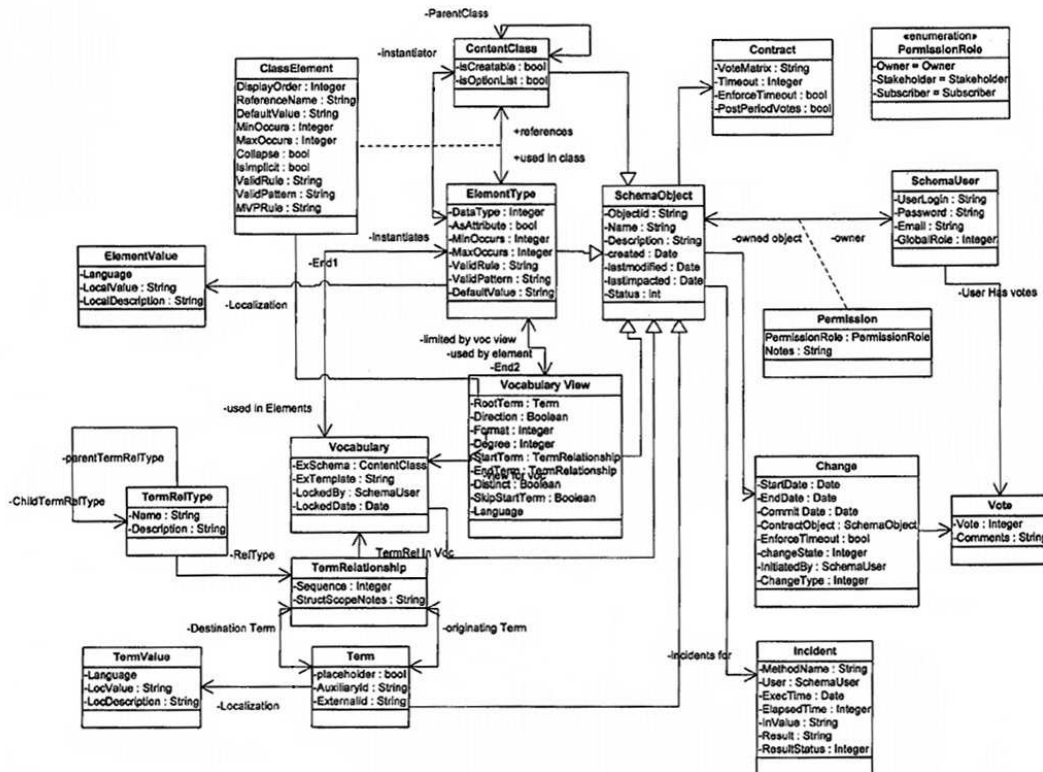 -ParentClass
-instantiator
ContentClass
-isCreatable : bool
-isOptionList : bool
ClassElement
DisplayOrder : Integer
ReferenceName : String
DefaultValue : String
MinOccurs : Integer
MaxOccurs : Integer
Collapse : bool
IsImplicit : bool
ValidRule : String
ValidPattern : String
MVPRule : String
Contract
-VoteMatrix : String
-Timeout : Integer
-EnforceTimeout : bool
-PostPeriodVotes : bool
«enumeration»
PermissionRole
-Owner = Owner
-Stakeholder = Stakeholder
-Subscriber = Subscriber
+references
+used in class
ElementType
-DataType : Integer
-AsAttribute : bool
-MinOccurs : Integer
-MaxOccurs : Integer
-ValidRule : String
-ValidPattern : String
-DefaultValue : String
SchemaObject
-Objectid : String
-Name : String
-Description : String
-created : Date
-lastmodified : Date
-lastimpacted : Date
-Status : int
SchemaUser
-UserLogin : String
-Password : String
-Email : String
-GlobalRole : Integer
-owned object
-owner
-Instantiates
-End1
ElementValue
-Language
-LocalValue : String
-LocalDescription : String
-Localization
-User Has votes
Permission
PermissionRole : PermissionRole
Notes : String
-limited by voc view
-used by element
-End2
Vocabulary View
-RootTerm : Term
-Direction : Boolean
-Format : Integer
-Degree : Integer
-StartTerm : TermRelationship
-EndTerm : TermRelationship
-view for voc
-Distinct : Boolean
-SkipStartTerm : Boolean
-Language
-used in Elements
Vocabulary
-ExSchema : ContentClass
-ExTemplate : String
-LockedBy : SchemaUser
-LockedDate : Date
-parentTermRelType
-ChildTermRelType
TermRelType
-Name : String
-Description : String
-RelType
TermRel In Voc
TermRelationship
-Sequence : Integer
-StructScopeNotes : String
Change
-StartDate : Date
-EndDate : Date
-Commit Date : Date
-ContractObject : SchemaObject
-EnforceTimeout : bool
-changeState : Integer
-InitiatedBy : SchemaUser
-ChangeType : Integer
Vote
-Vote : Integer
-Comments : String
-Destination Term
-originating Term
TermValue
-Language
-LocValue : String
-LocDescription : String
-Localization
Term
-placeholder : bool
-AuxiliaryId : String
-ExternalId : String
-Incidents for
Incident
-MethodName : String
-User : SchemaUser
-ExecTime : Date
-ElapsedTime : Integer
-InValue : String
-Result : String
-ResultStatus : Integer